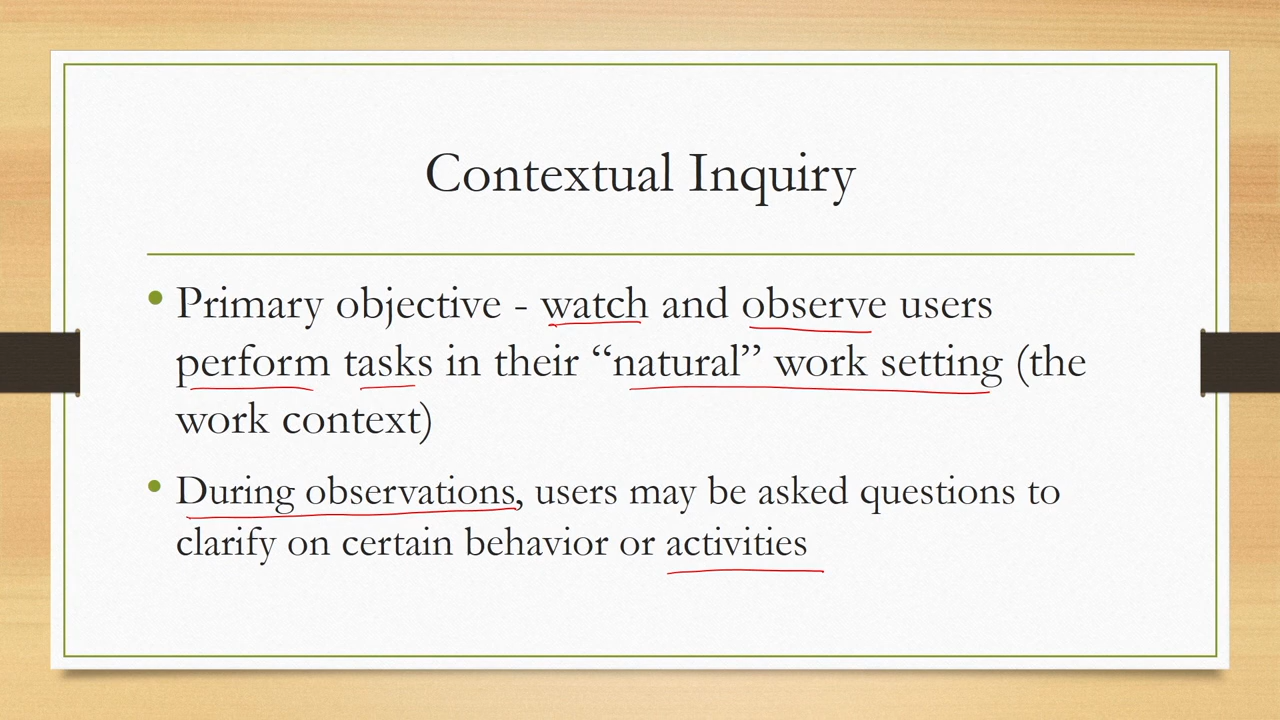 Contextual Inquiry
• Primary objective - watch and observe users
perform tasks in their “natural” work setting (the
work context)
• During observations, users may be asked questions to
clarify on certain behavior or activities